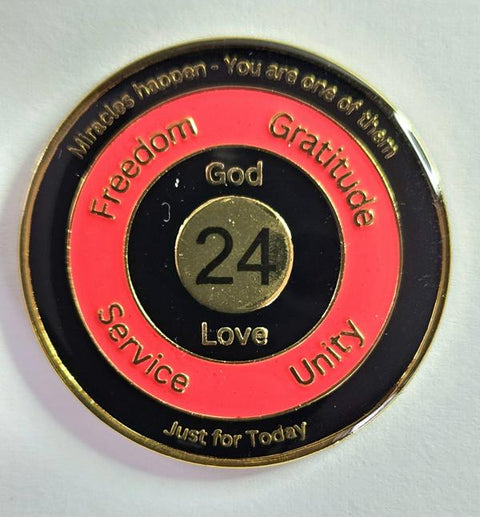 Miracles happen - You are one of them
Freedom
Gratitude
God
24
Love
Service
Unity
Just for Today